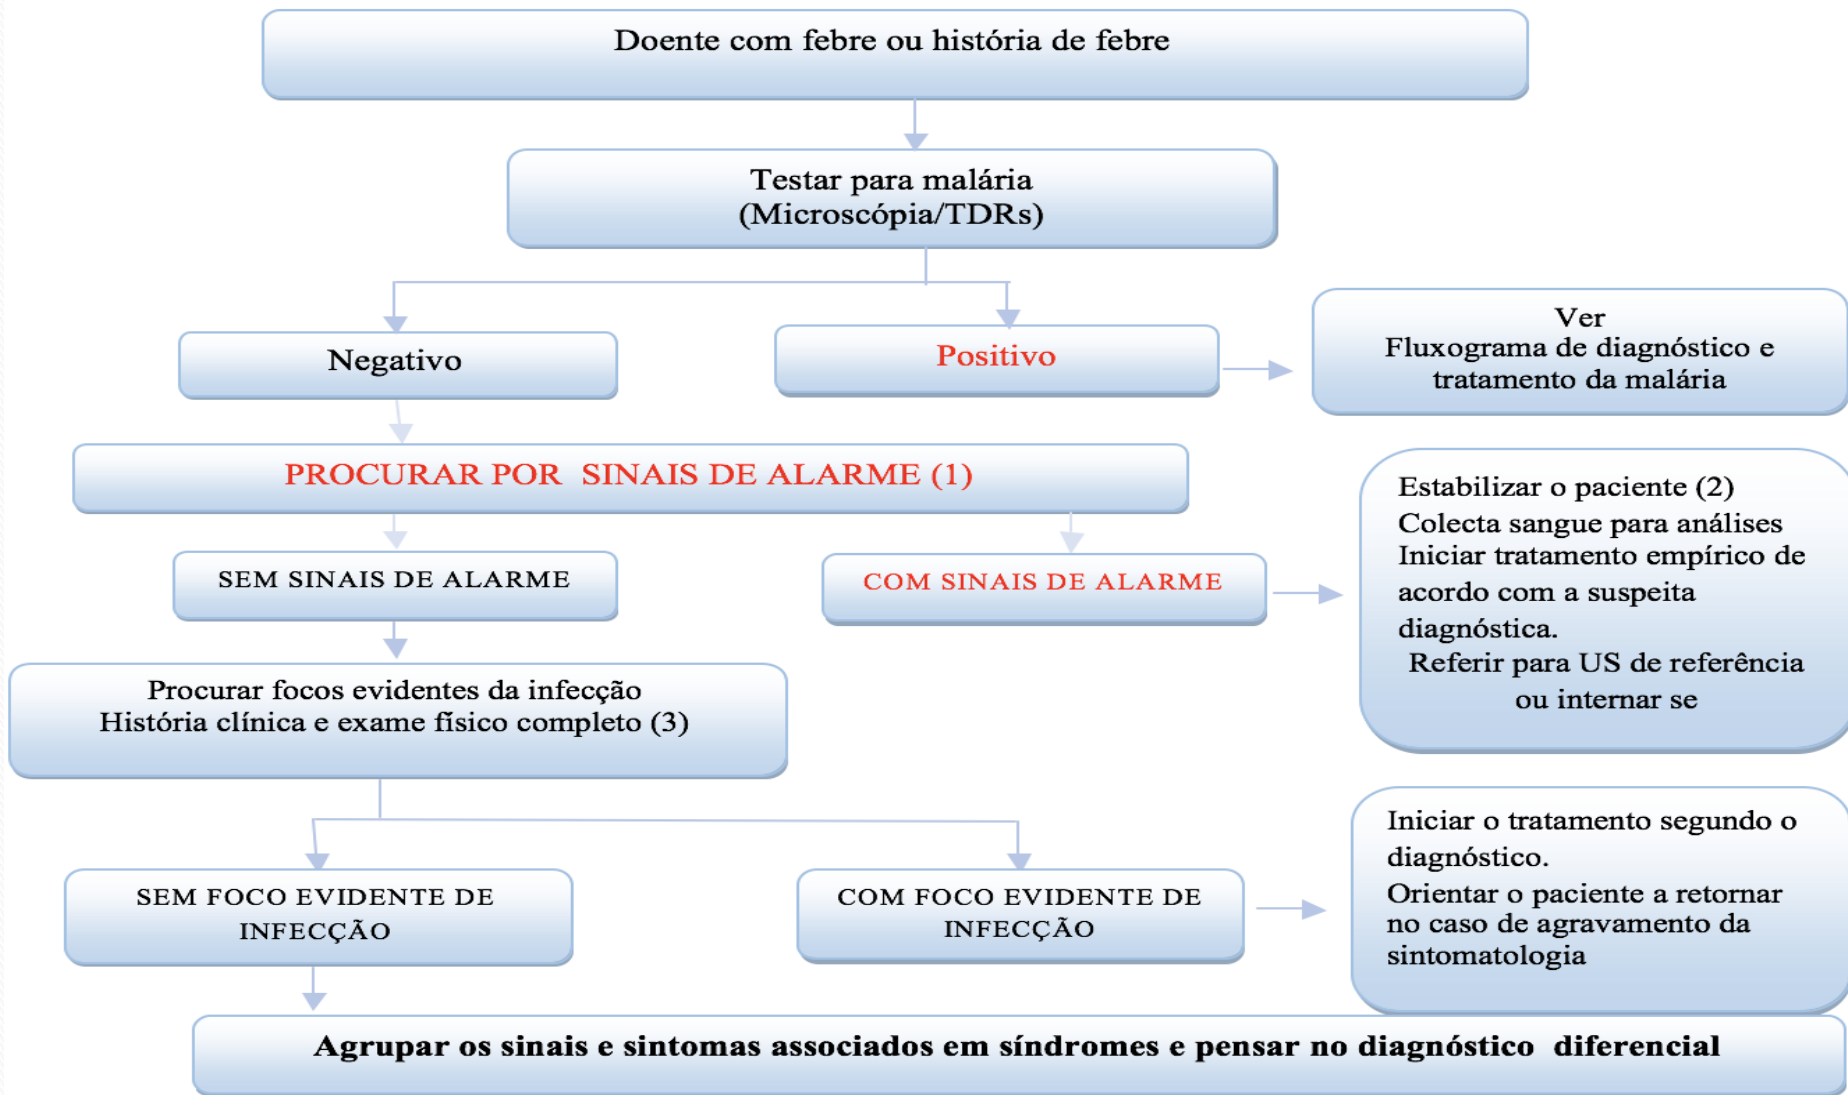 Doente com febre ou história de febre
Testar para malária
(Microscópia/TDRs)
Negativo
Positivo
Ver
Fluxograma de diagnóstico e
tratamento da malária
PROCURAR POR SINAIS DE ALARME (1)
SEM SINAIS DE ALARME
COM SINAIS DE ALARME
Estabilizar o paciente (2)
Colecta sangue para análises
Iniciar tratamento empírico de
acordo com a suspeita
diagnóstica.
Referir para US de referência
ou internar se
Procurar focos evidentes da infecção
História clínica e exame físico completo (3)
SEM FOCO EVIDENTE DE
INFECÇÃO
COM FOCO EVIDENTE DE
INFECÇÃO
Iniciar o tratamento segundo o
diagnóstico.
Orientar o paciente a retornar
no caso de agravamento da
sintomatologia
Agrupar os sinais e sintomas associados em síndromes e pensar no diagnóstico diferencial